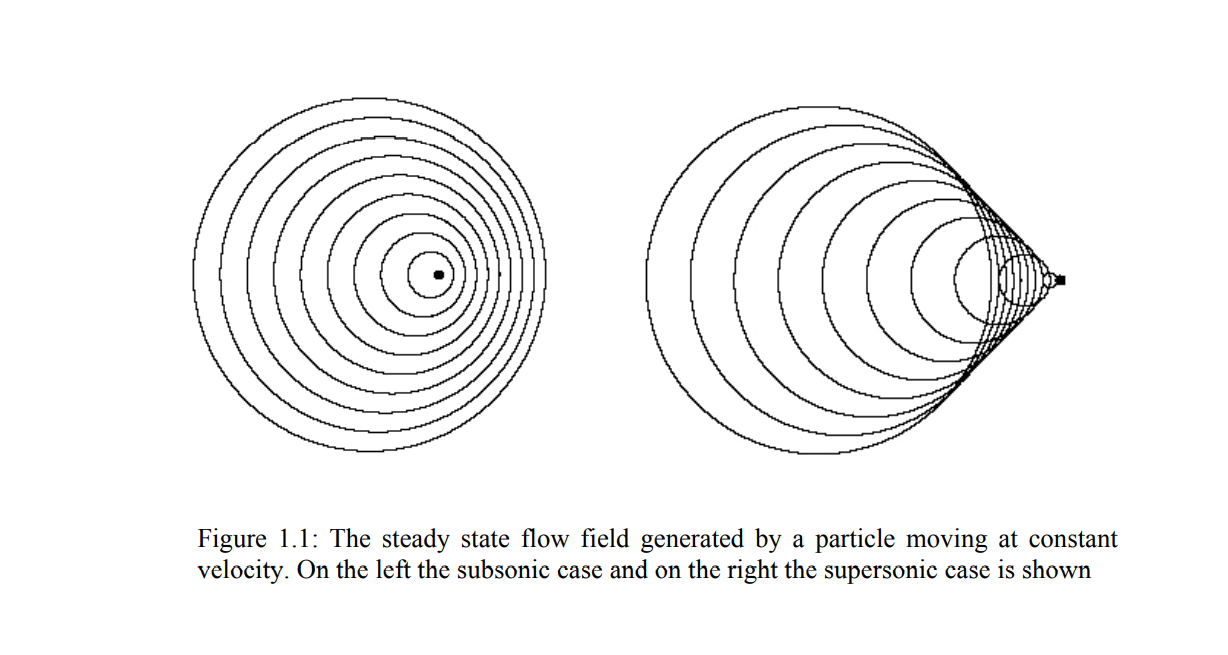 Figure 1.1: The steady state flow field generated by a particle moving at constant
velocity. On the left the subsonic case and on the right the supersonic case is shown